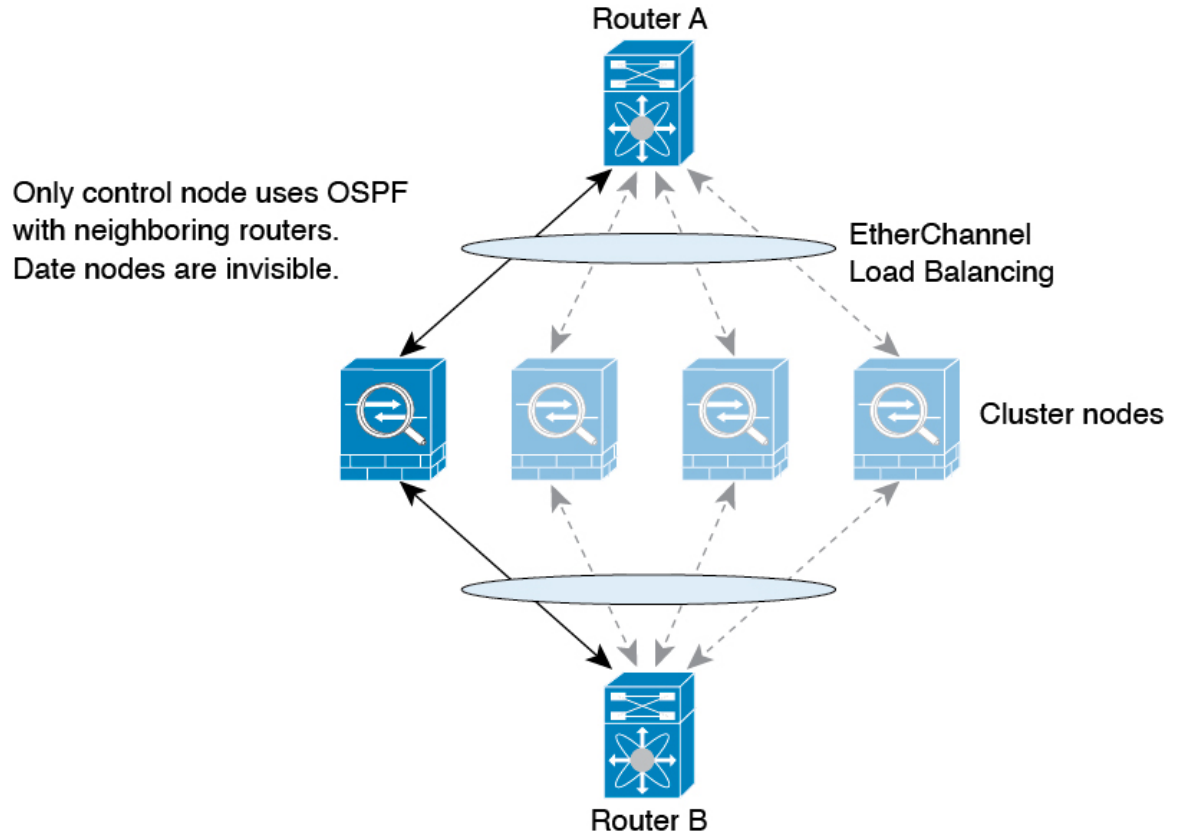 Router A
Only control node uses OSPF
with neighboring routers.
Date nodes are invisible.
EtherChannel
Load Balancing
Cluster nodes
Router B